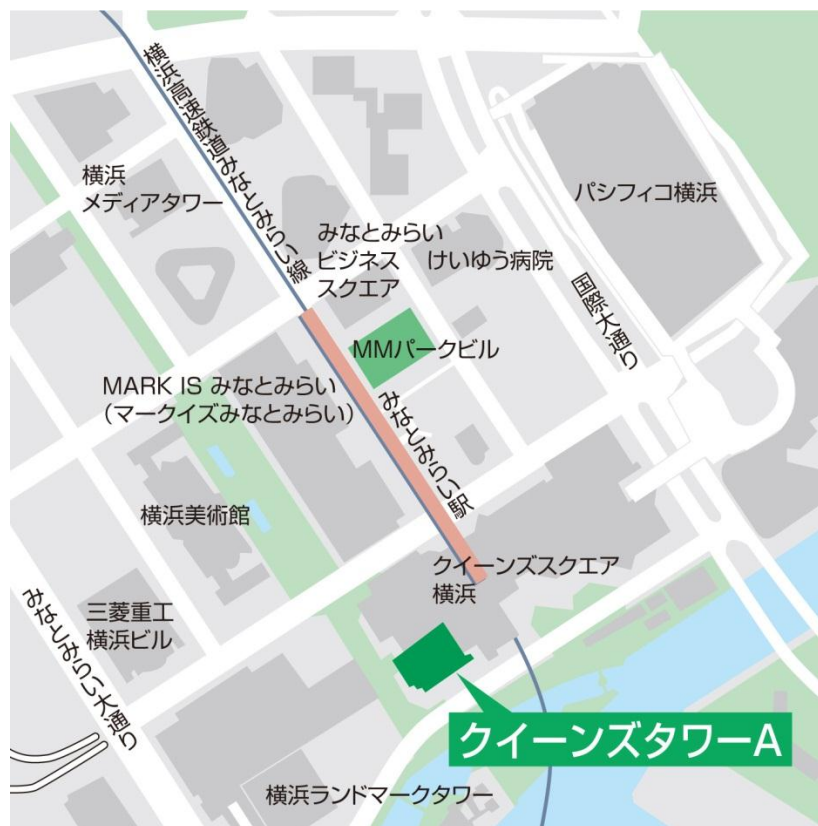 横浜高速鉄道みなとみらい線
横浜
メディアタワー
パシフィコ横浜
みなとみらい
ビジネス
スクエア
けいゆう病院
国際大通り
MMパークビル
MARK IS みなとみらい
(マークイズみなとみらい)
みなとみらい駅
横浜美術館
クイーンズスクエア
横浜
三菱重工
横浜ビル
みなとみらい大通り
クイーンズタワーA
横浜ランドマークタワー